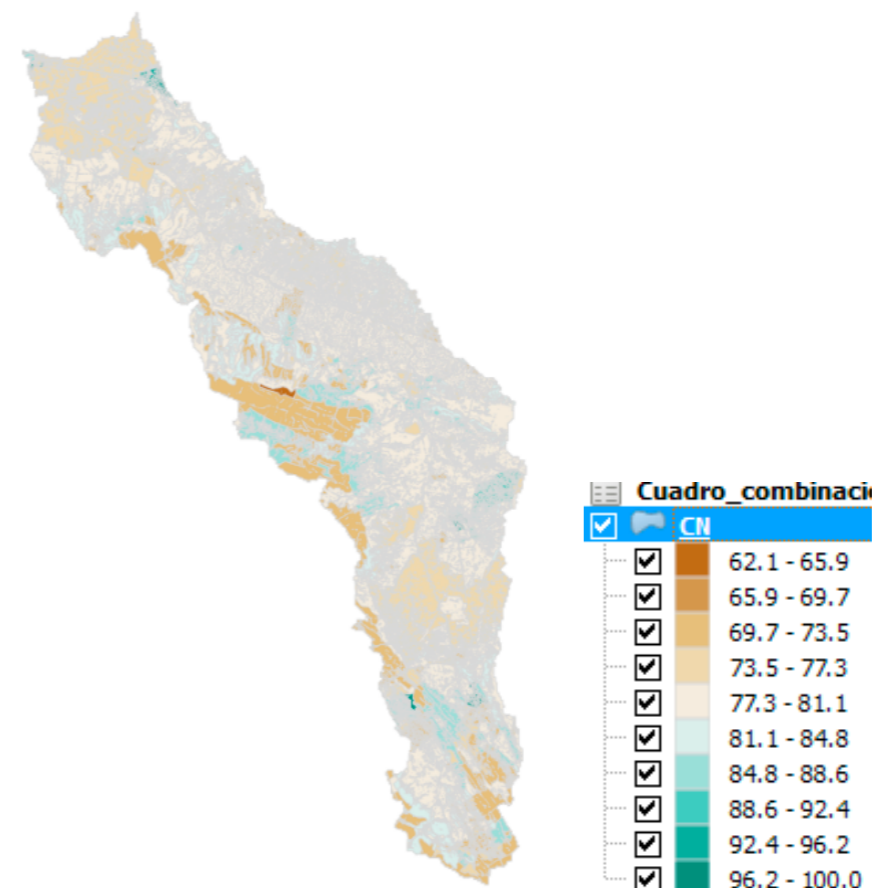 Cuadro_combinaci
CN
62.1 - 65.9
65.9 - 69.7
69.7 - 73.5
73.5 - 77.3
77.3 - 81.1
81.1 - 84.8
84.8 - 88.6
88.6 - 92.4
92.4 - 96.2
96.2 - 100.0